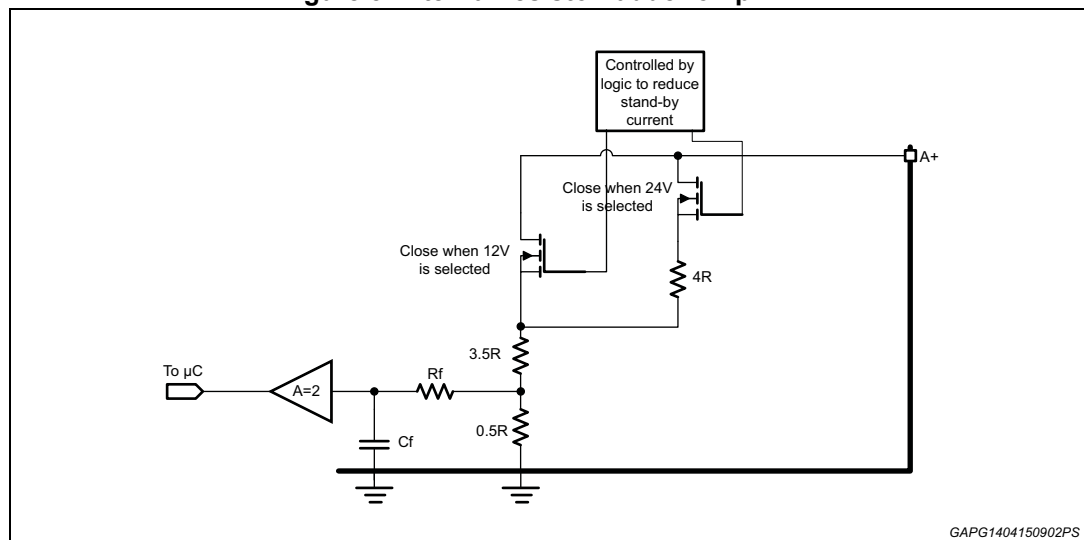 Controlled by
logic to reduce
stand-by
current
A+
Close when 24V
is selected
Close when 12V
is selected
4R
3.5R
To µC
A=2
Rf
0.5R
Cf
GAPG1404150902PS